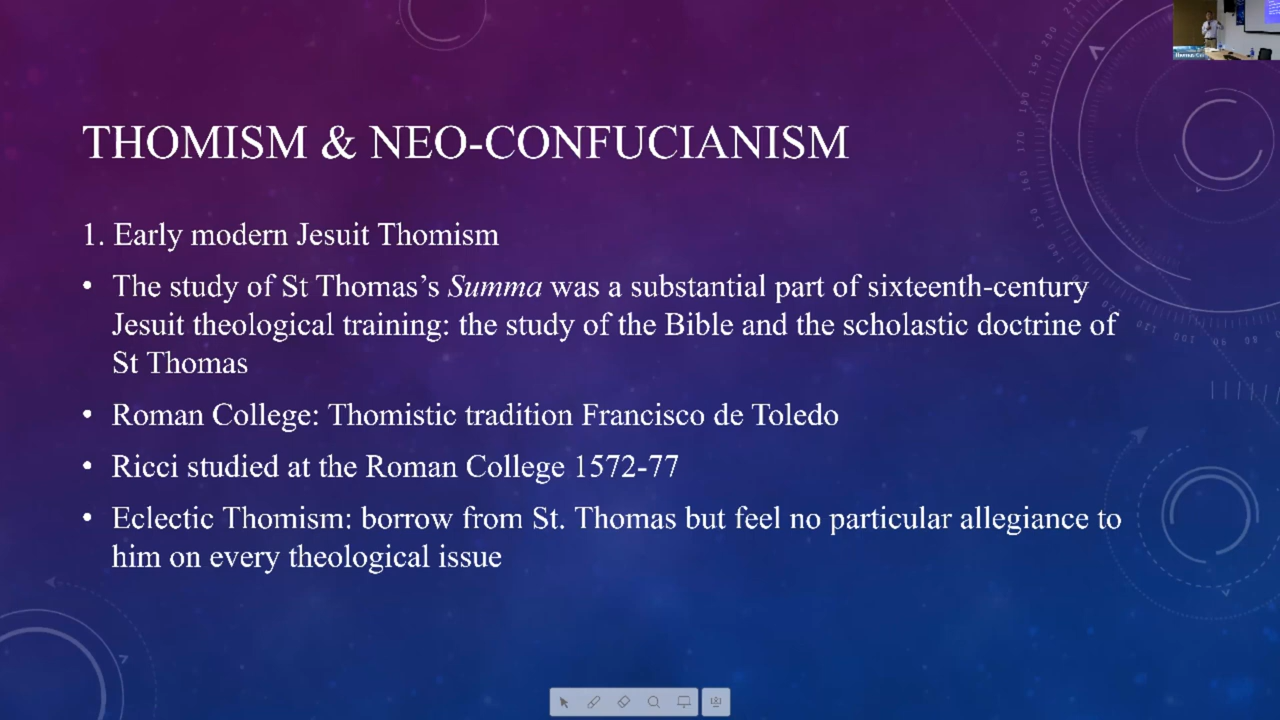 THOMISM & NEO-CONFUCIANISM
1. Early modern Jesuit Thomism
• The study of St Thomas’s Summa was a substantial part of sixteenth-century
Jesuit theological training: the study of the Bible and the scholastic doctrine of
St Thomas
• Roman College: Thomistic tradition Francisco de Toledo
• Ricci studied at the Roman College 1572-77
• Eclectic Thomism: borrow from St. Thomas but feel no particular allegiance to
him on every theological issue